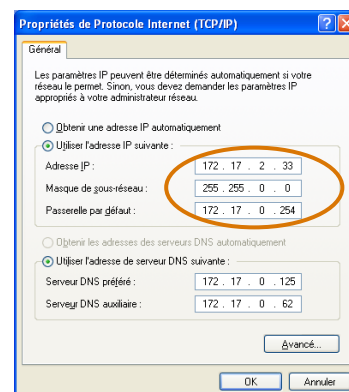 Propriétés de Protocole Internet (TCP/IP)
Général
Les paramètres IP peuvent être déterminés automatiquement si votre
réseau le permet. Sinon, vous devez demander les paramètres IP
appropriés à votre administrateur réseau.
Obtenir une adresse IP automatiquement
Utiliser l'adresse IP suivante :
Adresse IP : 172 . 17 . 2 . 33
Masque de sous-réseau : 255 . 255 . 0 . 0
Passerelle par défaut : 172 . 17 . 0 . 254
Obtenir les adresses des serveurs DNS automatiquement
Utiliser l'adresse de serveur DNS suivante :
Serveur DNS préféré : 172 . 17 . 0 . 125
Serveur DNS auxiliaire : 172 . 17 . 0 . 62
Avancé...
OK Annuler